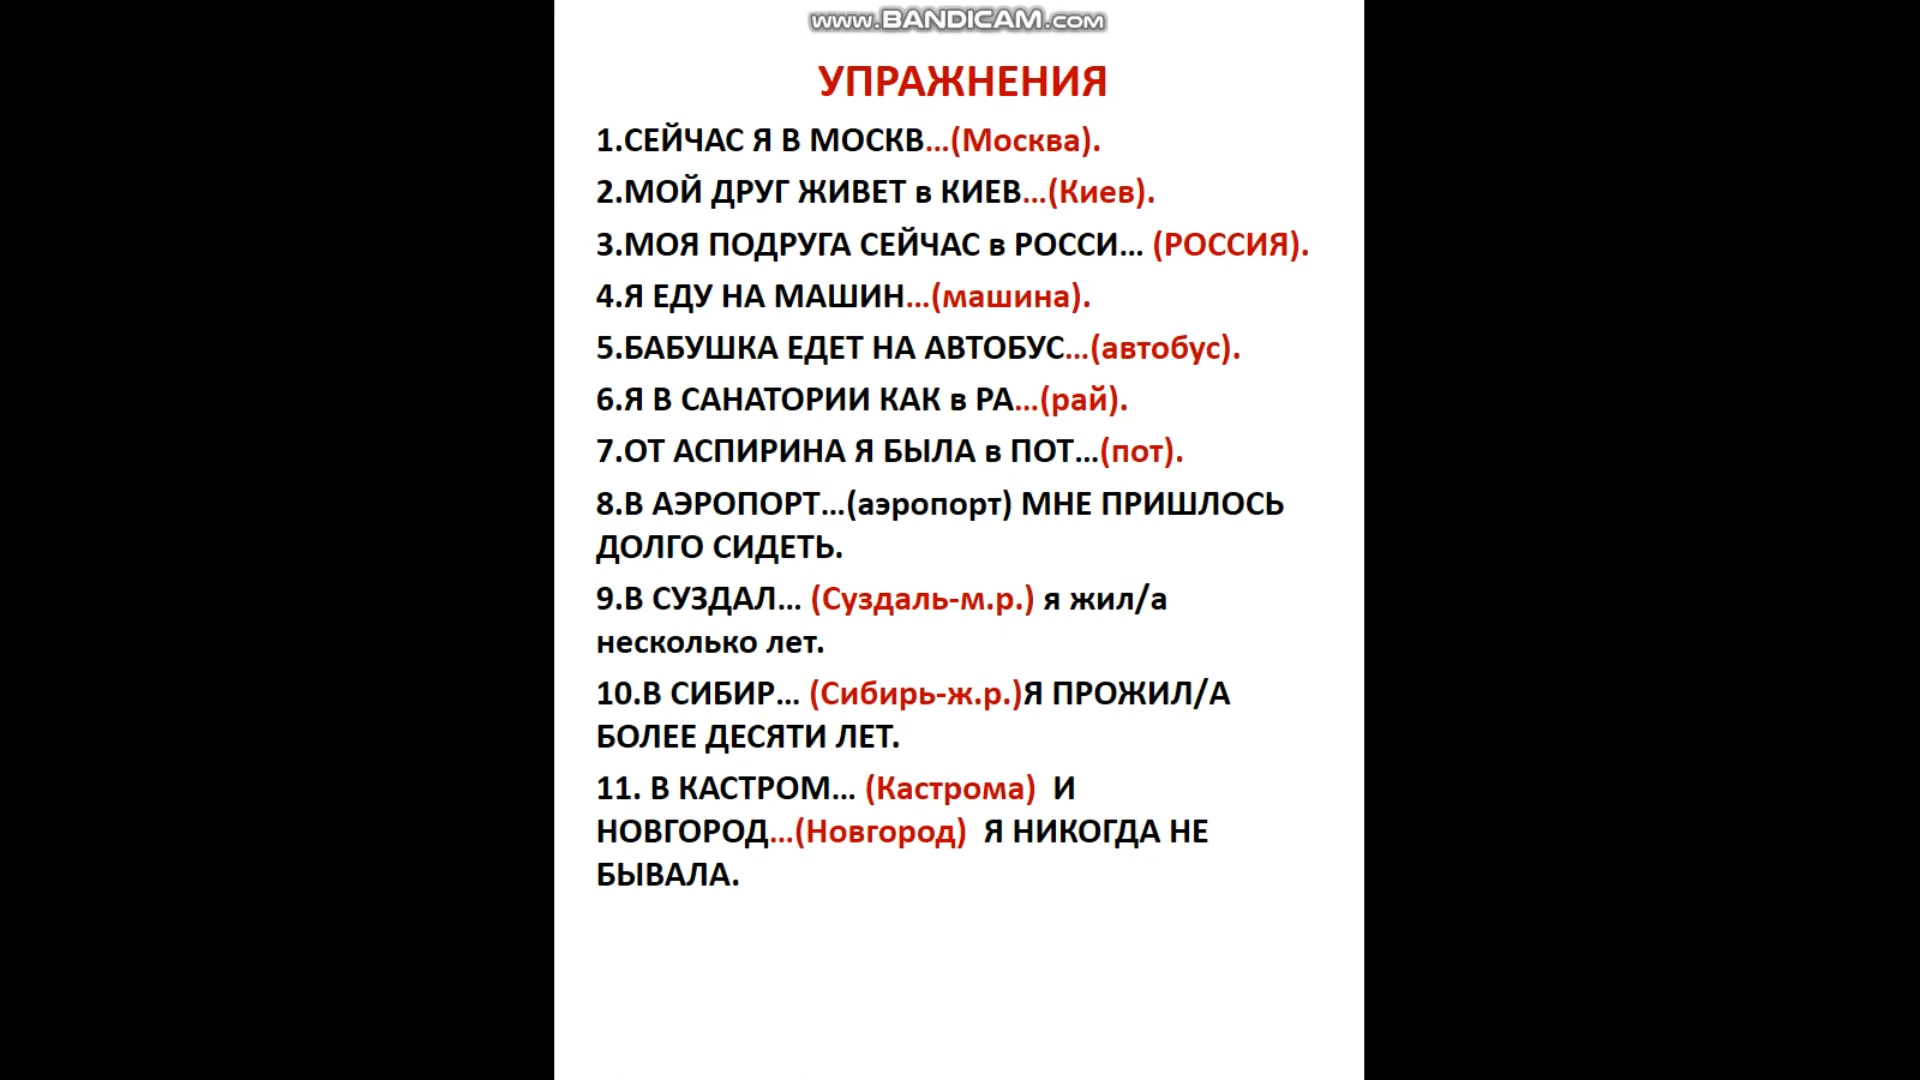 www.BANDICAM.com
УПРАЖНЕНИЯ
1.СЕЙЧАС Я В МОСКВ...(Москва).
2.МОЙ ДРУГ ЖИВЕТ в КИЕВ...(Киев).
3.МОЯ ПОДРУГА СЕЙЧАС в РОССИ... (РОССИЯ).
4.Я ЕДУ НА МАШИН...(машина).
5.БАБУШКА ЕДЕТ НА АВТОБУС...(автобус).
6.Я В САНАТОРИИ КАК в РА...(рай).
7.ОТ АСПИРИНА Я БЫЛА в ПОТ...(пот).
8.В АЭРОПОРТ...(аэропорт) МНЕ ПРИШЛОСЬ
ДОЛГО СИДЕТЬ.
9.В СУЗДАЛ... (Суздаль-м.р.) я жил/а
несколько лет.
10.В СИБИР... (Сибирь-ж.р.)Я ПРОЖИЛ/А
БОЛЕЕ ДЕСЯТИ ЛЕТ.
11. В КАСТРОМ... (Кастрома) И
НОВГОРОД...(Новгород) Я НИКОГДА НЕ
БЫВАЛА.